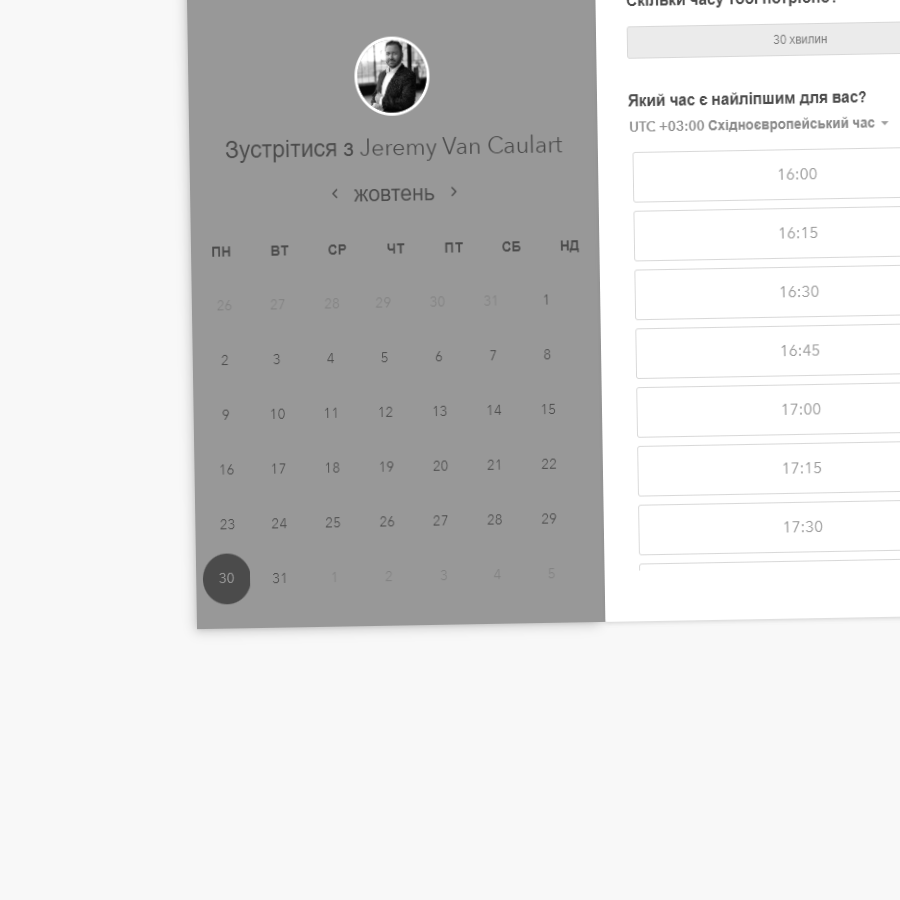 Зустрітися з Jeremy Van Caulart
жовтень
ПН ВТ СР ЧТ ПТ СБ НД
26 27 28 29 30 31 1
2 3 4 5 6 7 8
9 10 11 12 13 14 15
16 17 18 19 20 21 22
23 24 25 26 27 28 29
30 31 1 2 3 4 5
Скільки часу тобі потрібно?
30 хвилин
Який час є найліпшим для вас?
UTC +03:00 Східноєвропейський час
16:00
16:15
16:30
16:45
17:00
17:15
17:30